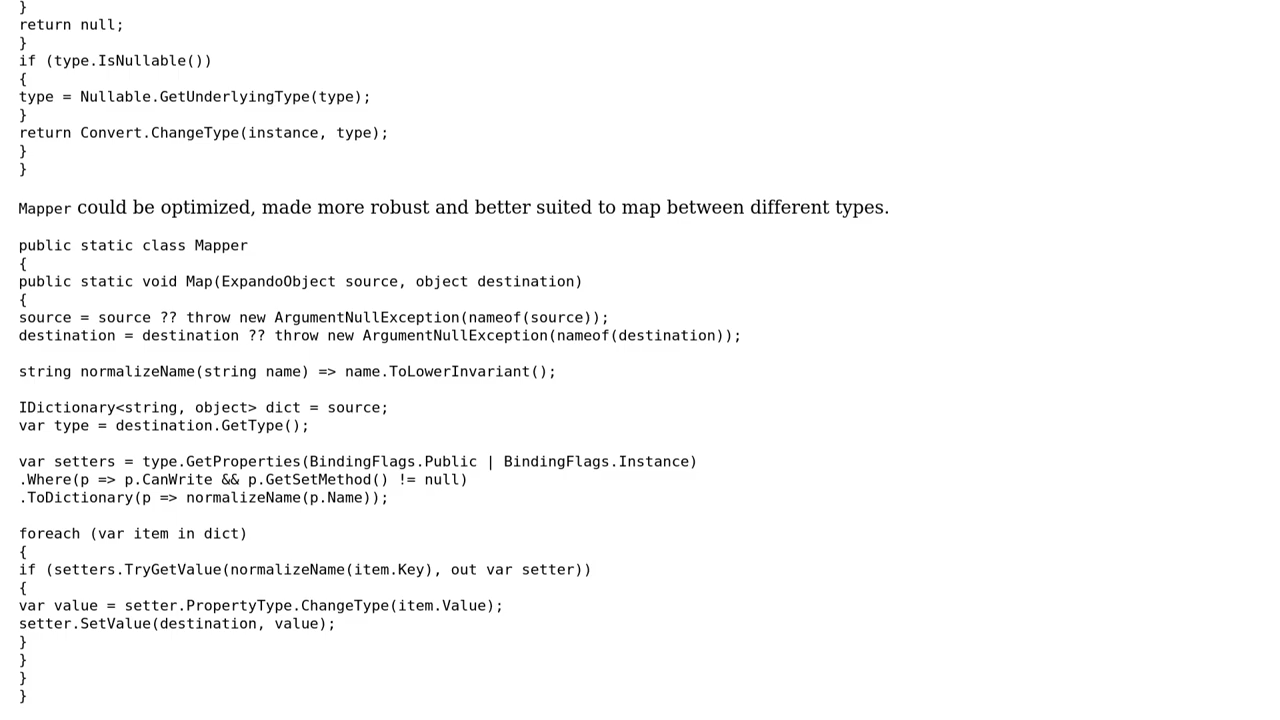 }
return null;
}
if (type.IsNullable())
{
type = Nullable.GetUnderlyingType(type);
}
return Convert.ChangeType(instance, type);
}
}
Mapper could be optimized, made more robust and better suited to map between different types.
public static class Mapper
{
public static void Map(ExpandoObject source, object destination)
{
source = source ?? throw new ArgumentNullException(nameof(source));
destination = destination ?? throw new ArgumentNullException(nameof(destination));
string normalizeName(string name) => name.ToLowerInvariant();
IDictionary<string, object> dict = source;
var type = destination.GetType();
var setters = type.GetProperties(BindingFlags.Public | BindingFlags.Instance)
.Where(p => p.CanWrite && p.GetSetMethod() != null)
.ToDictionary(p => normalizeName(p.Name));
foreach (var item in dict)
{
if (setters.TryGetValue(normalizeName(item.Key), out var setter))
{
var value = setter.PropertyType.ChangeType(item.Value);
setter.SetValue(destination, value);
}
}
}
}